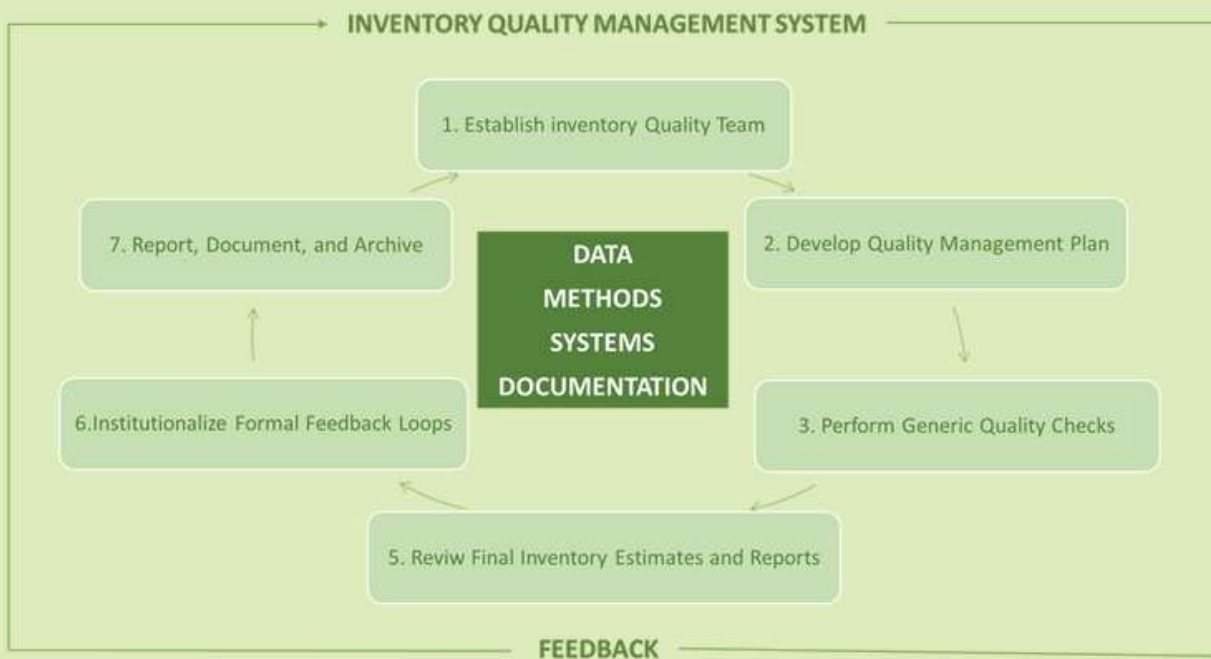 INVENTORY QUALITY MANAGEMENT SYSTEM
1. Establish inventory Quality Team
7. Report, Document, and Archive
2. Develop Quality Management Plan
DATA
METHODS
SYSTEMS
DOCUMENTATION
6.Institutionalize Formal Feedback Loops
3. Perform Generic Quality Checks
5. Reviw Final Inventory Estimates and Reports
FEEDBACK